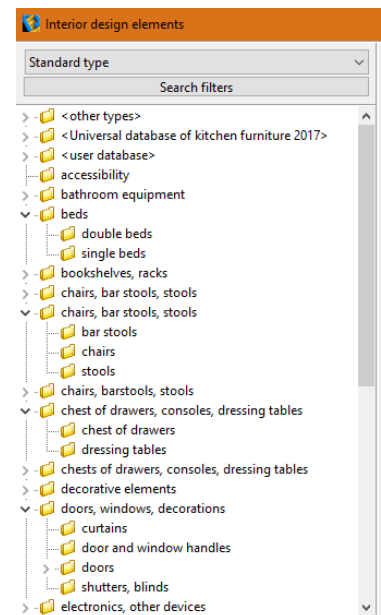 Interior design elements
Standard type
Search filters
<other types>
<Universal database of kitchen furniture 2017>
<user database>
accessibility
bathroom equipment
beds
double beds
single beds
bookshelves, racks
chairs, bar stools, stools
chairs, bar stools, stools
bar stools
chairs
stools
chairs, barstools, stools
chest of drawers, consoles, dressing tables
chest of drawers
dressing tables
chests of drawers, consoles, dressing tables
decorative elements
doors, windows, decorations
curtains
door and window handles
doors
shutters, blinds
electronics, other devices